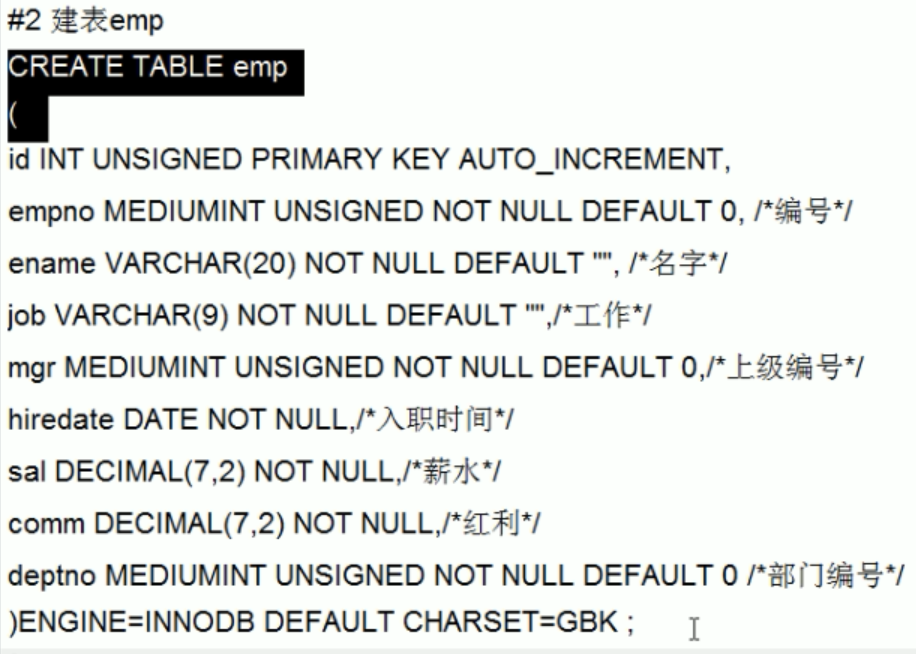 #2 建表emp
CREATE TABLE emp
(
id INT UNSIGNED PRIMARY KEY AUTO_INCREMENT,
empno MEDIUMINT UNSIGNED NOT NULL DEFAULT 0, /*编号*/
ename VARCHAR(20) NOT NULL DEFAULT "", /*名字*/
job VARCHAR(9) NOT NULL DEFAULT "",/*工作*/
mgr MEDIUMINT UNSIGNED NOT NULL DEFAULT 0,/*上级编号*/
hiredate DATE NOT NULL,/*入职时间*/
sal DECIMAL(7,2) NOT NULL,/*薪水*/
comm DECIMAL(7,2) NOT NULL,/*红利*/
deptno MEDIUMINT UNSIGNED NOT NULL DEFAULT 0 /*部门编号*/
)ENGINE=INNODB DEFAULT CHARSET=GBK ;